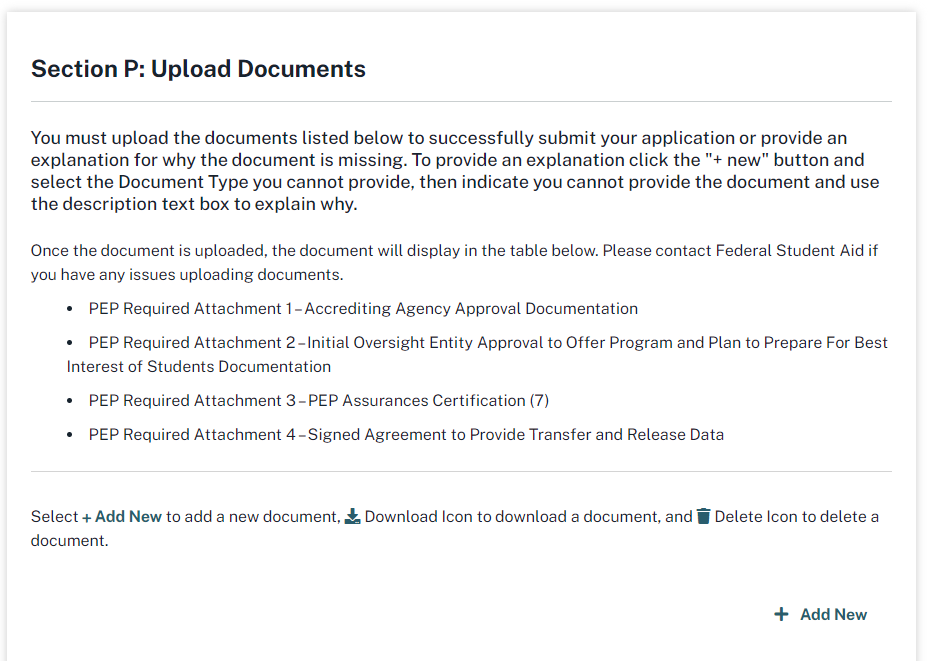 Section P: Upload Documents
You must upload the documents listed below to successfully submit your application or provide an
explanation for why the document is missing. To provide an explanation click the "+ new" button and
select the Document Type you cannot provide, then indicate you cannot provide the document and use
the description text box to explain why.
Once the document is uploaded, the document will display in the table below. Please contact Federal Student Aid if
you have any issues uploading documents.
• PEP Required Attachment 1–Accrediting Agency Approval Documentation
• PEP Required Attachment 2–Initial Oversight Entity Approval to Offer Program and Plan to Prepare For Best
Interest of Students Documentation
• PEP Required Attachment 3–PEP Assurances Certification (7)
• PEP Required Attachment 4–Signed Agreement to Provide Transfer and Release Data
Select + Add New to add a new document, Download Icon to download a document, and Delete Icon to delete a
document.
+ Add New